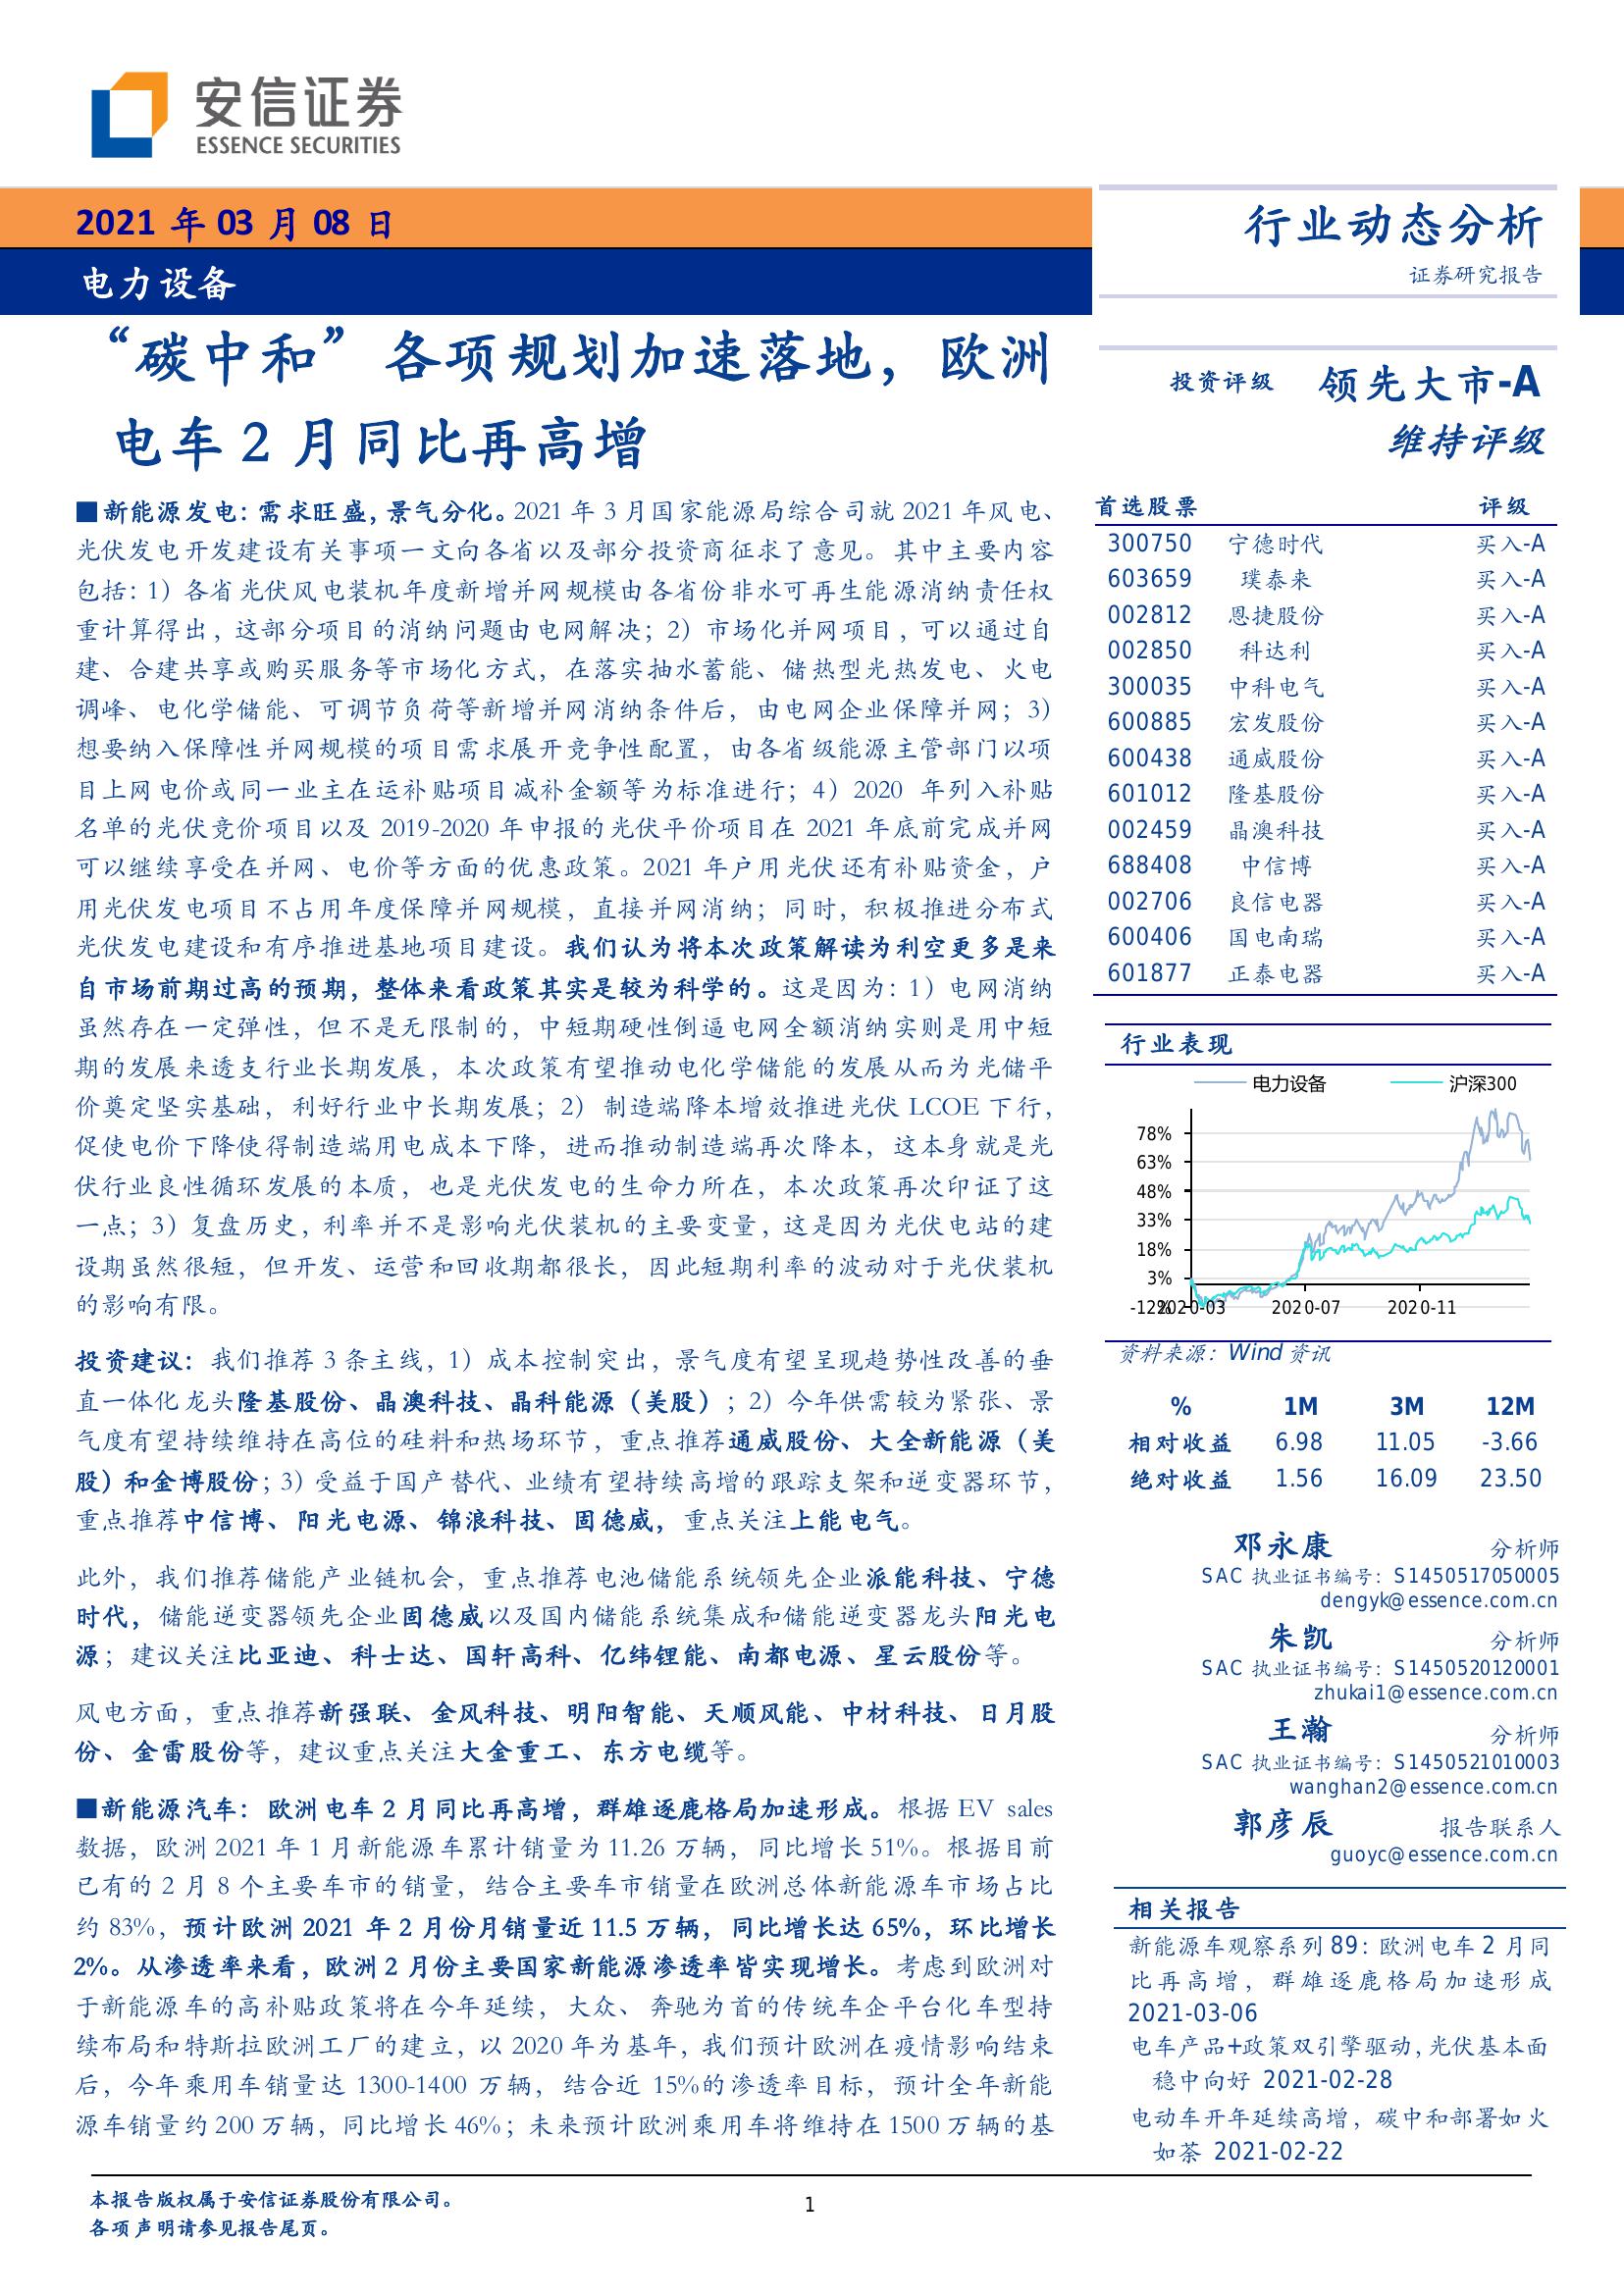 安信证券
ESSENCE SECURITIES
2021 年 03 月 08 日
电力设备
行业动态分析
证券研究报告
“碳中和”各项规划加速落地，欧洲
电车 2 月同比再高增
■新能源发电：需求旺盛，景气分化。2021 年 3 月国家能源局综合司就 2021 年风电、
光伏发电开发建设有关事项一文向各省以及部分投资商征求了意见。其中主要内容
包括：1）各省光伏风电装机年度新增并网规模由各省份非水可再生能源消纳责任权
重计算得出，这部分项目的消纳问题由电网解决；2）市场化并网项目，可以通过自
建、合建共享或购买服务等市场化方式，在落实抽水蓄能、储热型光热发电、火电
调峰、电化学储能、可调节负荷等新增并网消纳条件后，由电网企业保障并网；3）
想要纳入保障性并网规模的项目需求展开竞争性配置，由各省级能源主管部门以项
目上网电价或同一业主在运补贴项目减补金额等为标准进行；4）2020 年列入补贴
名单的光伏竞价项目以及 2019-2020 年申报的光伏平价项目在 2021 年底前完成并网
可以继续享受在并网、电价等方面的优惠政策。2021 年户用光伏还有补贴资金，户
用光伏发电项目不占用年度保障并网规模，直接并网消纳；同时，积极推进分布式
光伏发电建设和有序推进基地项目建设。我们认为将本次政策解读为利空更多是来
自市场前期过高的预期，整体来看政策其实是较为科学的。这是因为：1）电网消纳
虽然存在一定弹性，但不是无限制的，中短期硬性倒逼电网全额消纳实则是用中短
期的发展来透支行业长期发展，本次政策有望推动电化学储能的发展从而为光储平
价奠定坚实基础，利好行业中长期发展；2） 制造端降本增效推进光伏 LCOE 下行，
促使电价下降使得制造端用电成本下降，进而推动制造端再次降本，这本身就是光
伏行业良性循环发展的本质，也是光伏发电的生命力所在，本次政策再次印证了这
一点；3）复盘历史，利率并不是影响光伏装机的主要变量，这是因为光伏电站的建
设期虽然很短，但开发、运营和回收期都很长，因此短期利率的波动对于光伏装机
的影响有限。
投资建议：我们推荐 3 条主线，1）成本控制突出，景气度有望呈现趋势性改善的垂
直一体化龙头隆基股份、晶澳科技、晶科能源（美股）；2）今年供需较为紧张、景
气度有望持续维持在高位的硅料和热场环节，重点推荐通威股份、大全新能源（美
股）和金博股份；3）受益于国产替代、业绩有望持续高增的跟踪支架和逆变器环节，
重点推荐中信博、阳光电源、锦浪科技、固德威，重点关注上能电气。
此外，我们推荐储能产业链机会，重点推荐电池储能系统领先企业派能科技、宁德
时代，储能逆变器领先企业固德威以及国内储能系统集成和储能逆变器龙头阳光电
源；建议关注比亚迪、科士达、国轩高科、亿纬锂能、南都电源、星云股份等。
风电方面，重点推荐新强联、金风科技、明阳智能、天顺风能、中材科技、日月股
份、金雷股份等，建议重点关注大金重工、东方电缆等。
■新能源汽车：欧洲电车 2 月同比再高增，群雄逐鹿格局加速形成。根据 EV sales
数据，欧洲 2021 年 1 月新能源车累计销量为 11.26 万辆，同比增长 51%。根据目前
已有的 2 月 8 个主要车市的销量，结合主要车市销量在欧洲总体新能源车市场占比
约 83%，预计欧洲 2021 年 2 月份月销量近 11.5 万辆，同比增长达 65%，环比增长
2%。从渗透率来看，欧洲 2 月份主要国家新能源渗透率皆实现增长。考虑到欧洲对
于新能源车的高补贴政策将在今年延续，大众、 奔驰为首的传统车企平台化车型持
续布局和特斯拉欧洲工厂的建立，以 2020 年为基年，我们预计欧洲在疫情影响结束
后，今年乘用车销量达 1300-1400 万辆，结合近 15%的渗透率目标，预计全年新能
源车销量约 200 万辆，同比增长 46%；未来预计欧洲乘用车将维持在 1500 万辆的基
投资评级 领先大市-A
维持评级
首选股票 评级
300750 宁德时代 买入-A
603659 璞泰来 买入-A
002812 恩捷股份 买入-A
002850 科达利 买入-A
300035 中科电气 买入-A
600885 宏发股份 买入-A
600438 通威股份 买入-A
601012 隆基股份 买入-A
002459 晶澳科技 买入-A
688408 中信博 买入-A
002706 良信电器 买入-A
600406 国电南瑞 买入-A
601877 正泰电器 买入-A
行业表现
电力设备 沪深300
78%
63%
48%
33%
18%
3%
-12%
2020-03 2020-07 2020-11
资料来源：Wind 资讯
% 1M 3M 12M
相对收益 6.98 11.05 -3.66
绝对收益 1.56 16.09 23.50
邓永康 分析师
SAC 执业证书编号：S1450517050005
dengyk@essence.com.cn
朱凯 分析师
SAC 执业证书编号：S1450520120001
zhukai1@essence.com.cn
王瀚 分析师
SAC 执业证书编号：S1450521010003
wanghan2@essence.com.cn
郭彦辰 报告联系人
guoyc@essence.com.cn
相关报告
新能源车观察系列 89：欧洲电车 2 月同
比再高增，群雄逐鹿格局加速形成
2021-03-06
电车产品+政策双引擎驱动，光伏基本面
稳中向好 2021-02-28
电动车开年延续高增，碳中和部署如火
如荼 2021-02-22
本报告版权属于安信证券股份有限公司。
各项声明请参见报告尾页。
1